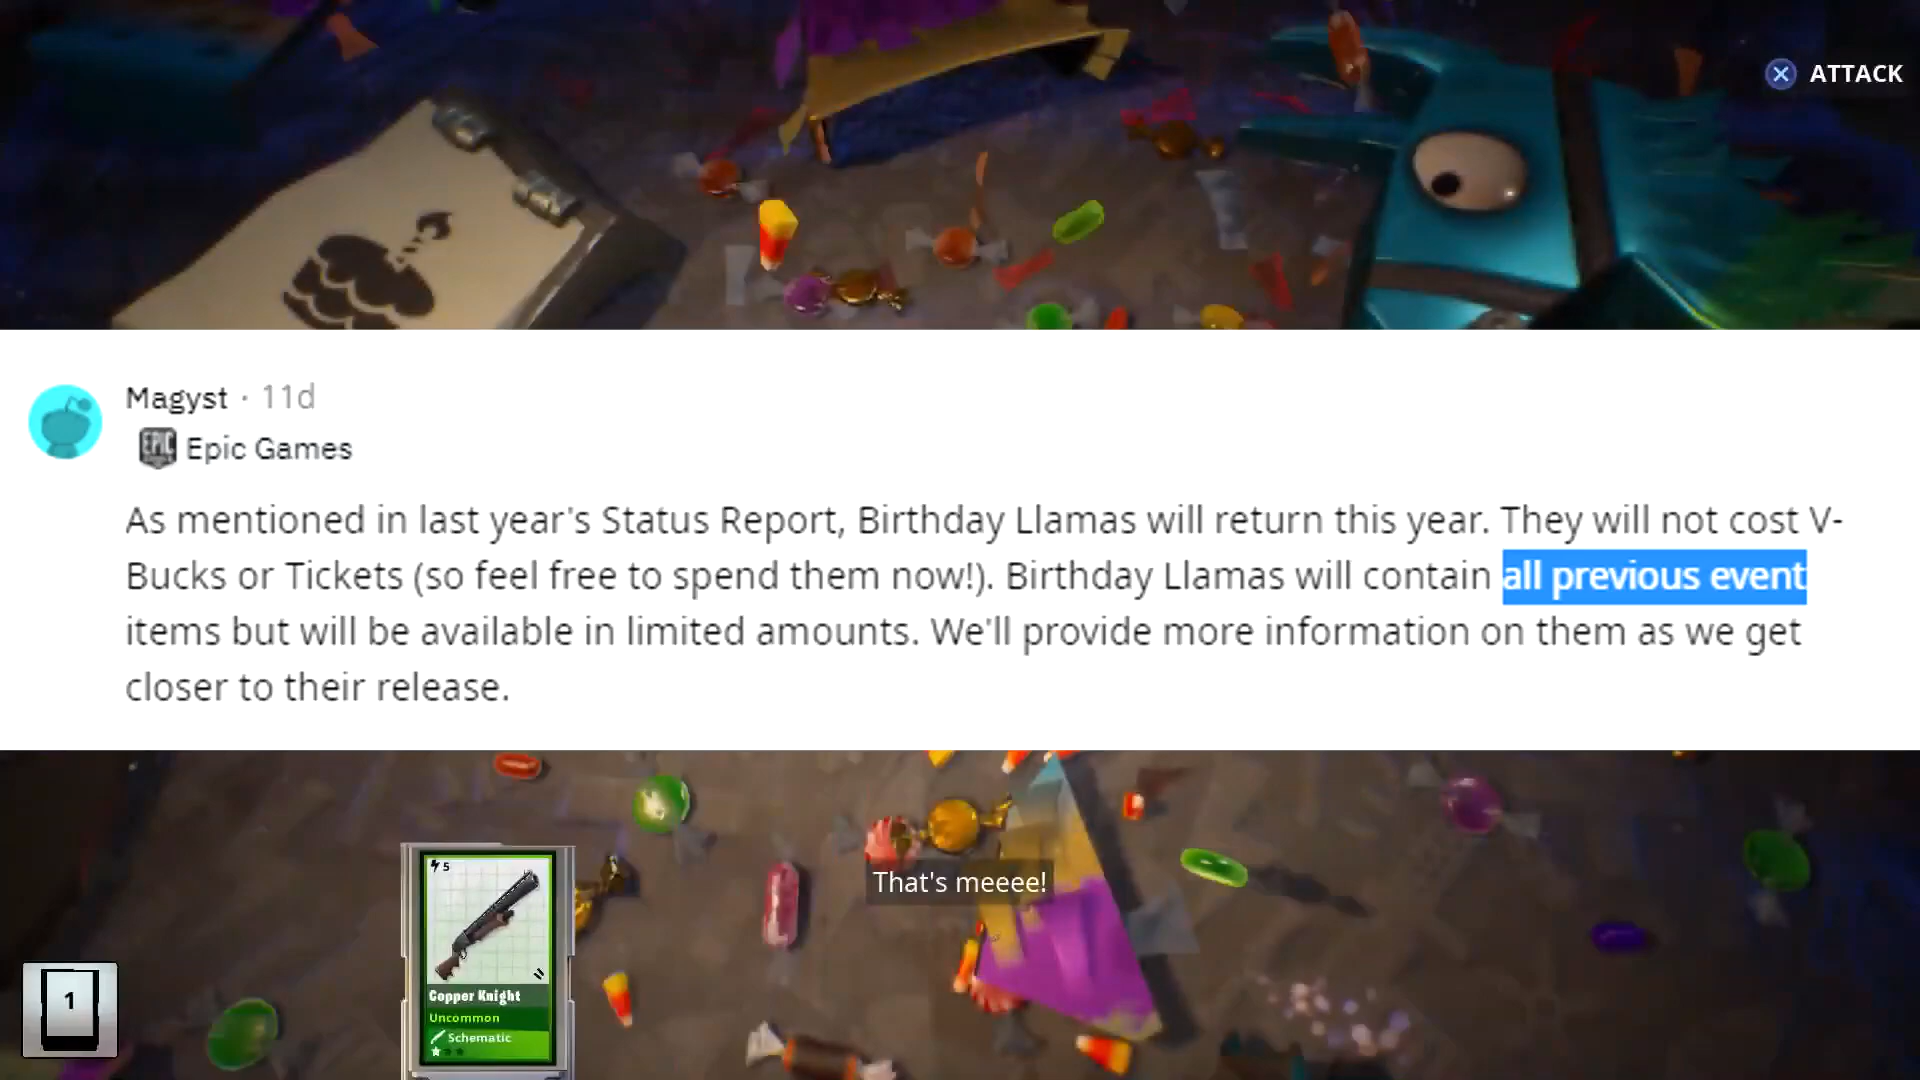 ATTACK
Magyst · 11d
EPIC Epic Games
As mentioned in last year's Status Report, Birthday Llamas will return this year. They will not cost V-
Bucks or Tickets (so feel free to spend them now!). Birthday Llamas will contain all previous event
items but will be available in limited amounts. We'll provide more information on them as we get
closer to their release.
5
That's meeee!
Copper Knight
Uncommon
Schematic
1